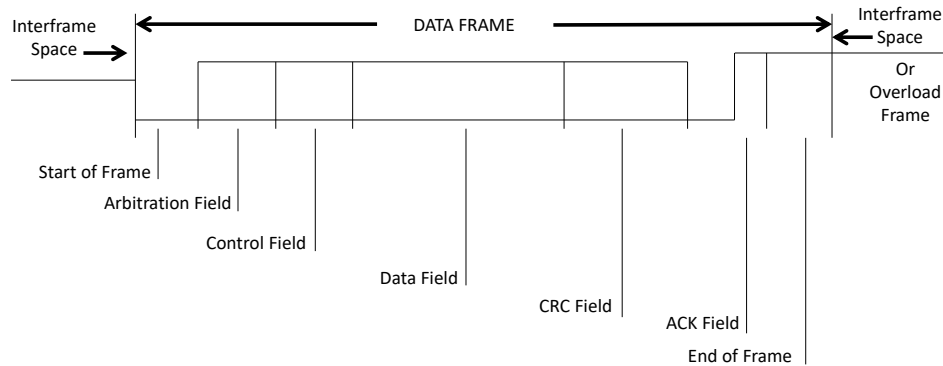 Interframe
Space
DATA FRAME
Interframe
Space
Or
Overload
Frame
Start of Frame
Arbitration Field
Control Field
Data Field
CRC Field
ACK Field
End of Frame